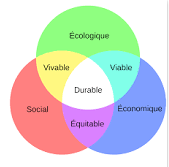 Écologique
Vivable
Viable
Durable
Social
Économique
Équitable